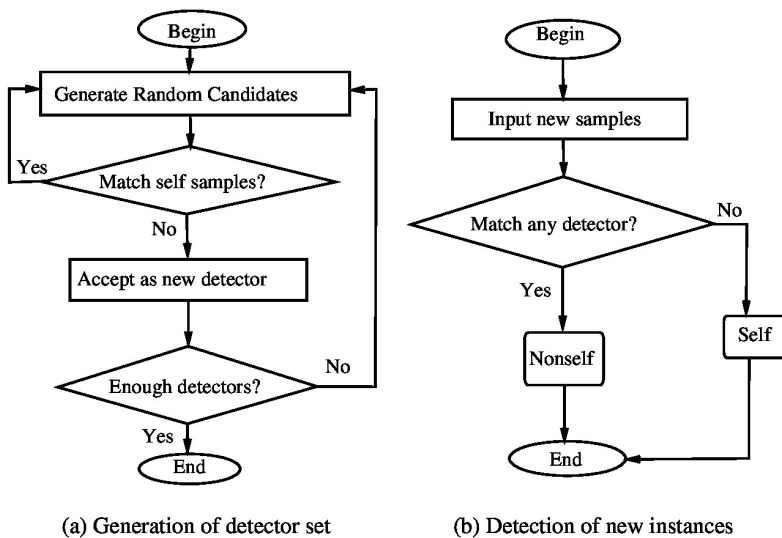 Begin
Generate Random Candidates
Yes
Match self samples?
No
Accept as new detector
Enough detectors?
No
Yes
End
(a) Generation of detector set
Begin
Input new samples
Match any detector?
No
Yes
Nonself
Self
End
(b) Detection of new instances